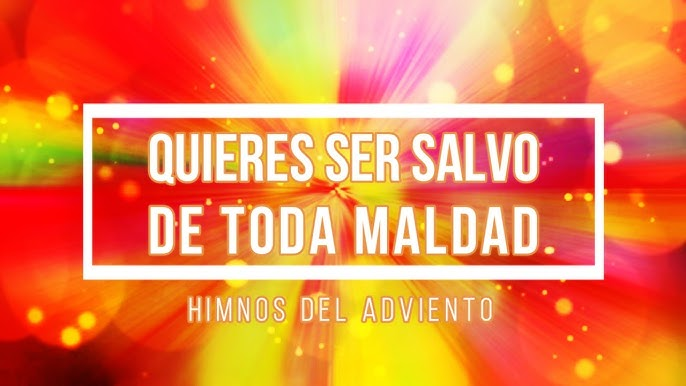 QUIERES SER SALVO
DE TODA MALDAD
HIMNOS DEL ADVIENTO